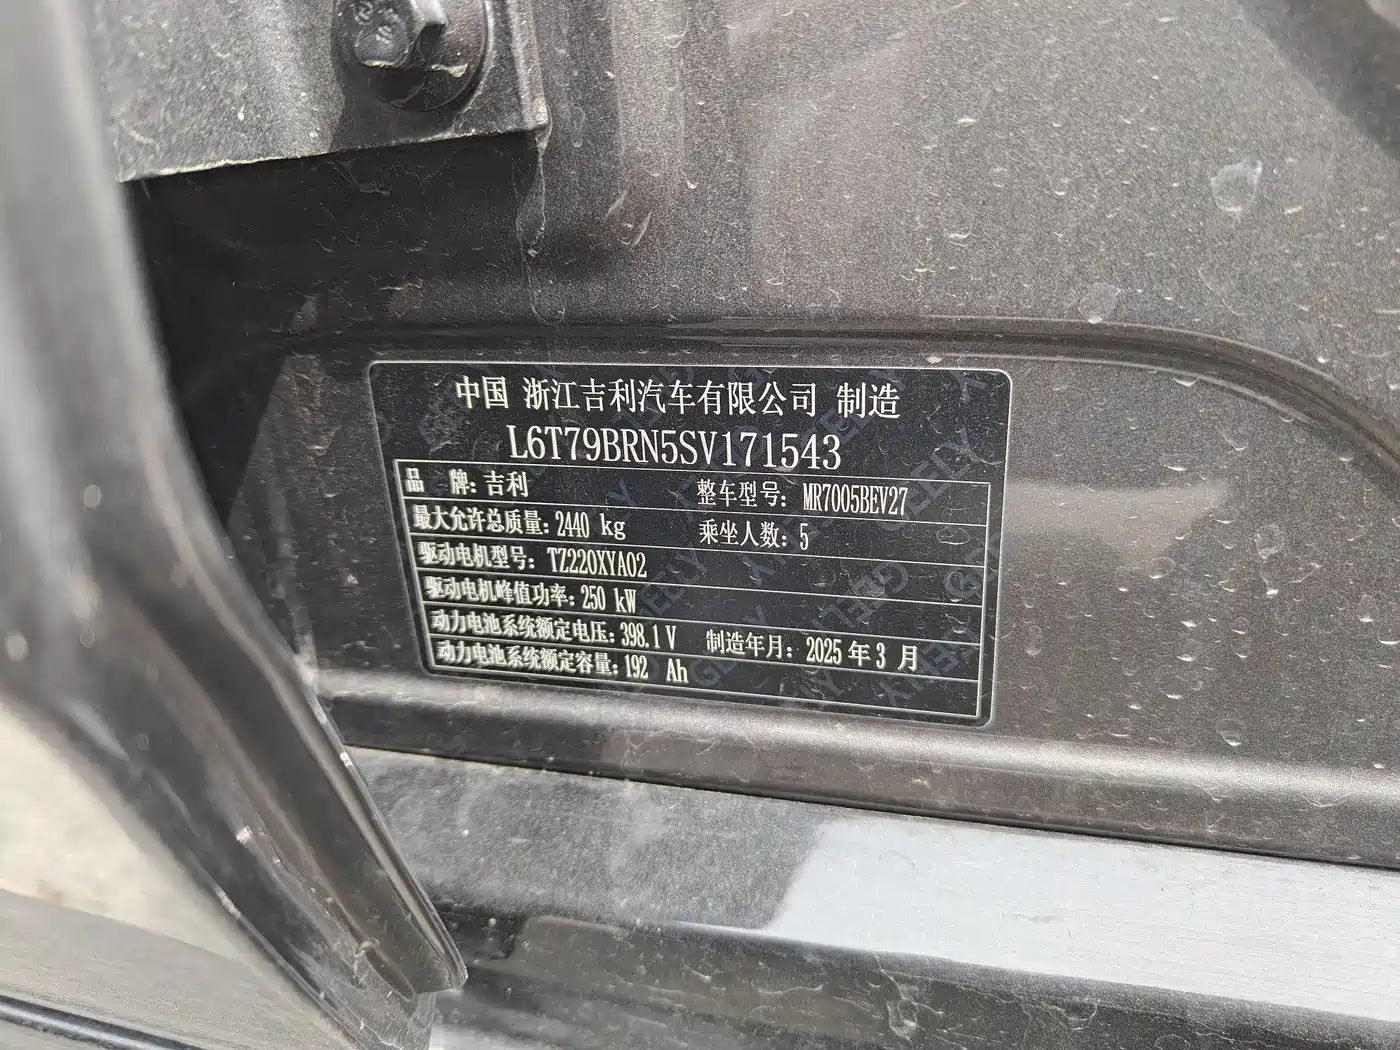 中国 浙江吉利汽车有限公司 制造
L6T79BRN5SV171543
品 牌: 吉利 整车型号: MR7005BEV27
最大允许总质量: 2440 kg 乘坐人数: 5
驱动电机型号: TZ220XYA02
驱动电机峰值功率: 250 kW
动力电池系统额定电压: 398.1 V 制造年月: 2025 年 3 月
动力电池系统额定容量: 192 Ah